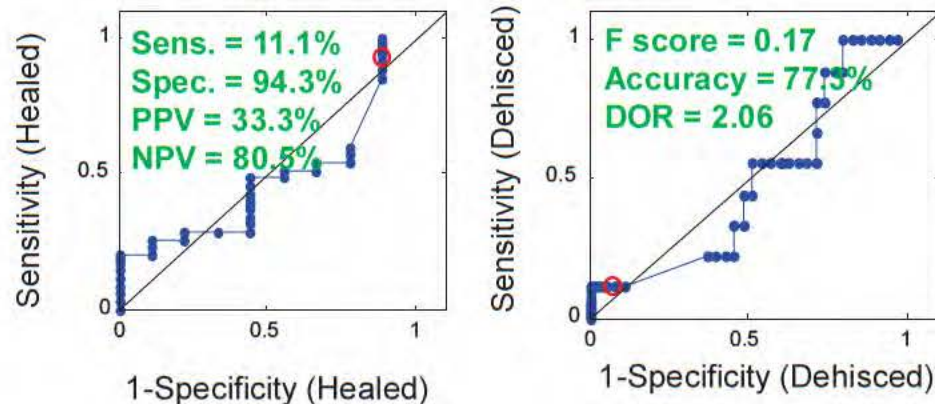 Sensitivity (Healed)
1
0.5
0
Sens. = 11.1%
Spec. = 94.3%
PPV = 33.3%
NPV = 80.5%
0
0.5
1
1-Specificity (Healed)
Sensitivity (Dehisced)
1
0.5
0
F score = 0.17
Accuracy = 77.3%
DOR = 2.06
0
0.5
1
1-Specificity (Dehisced)